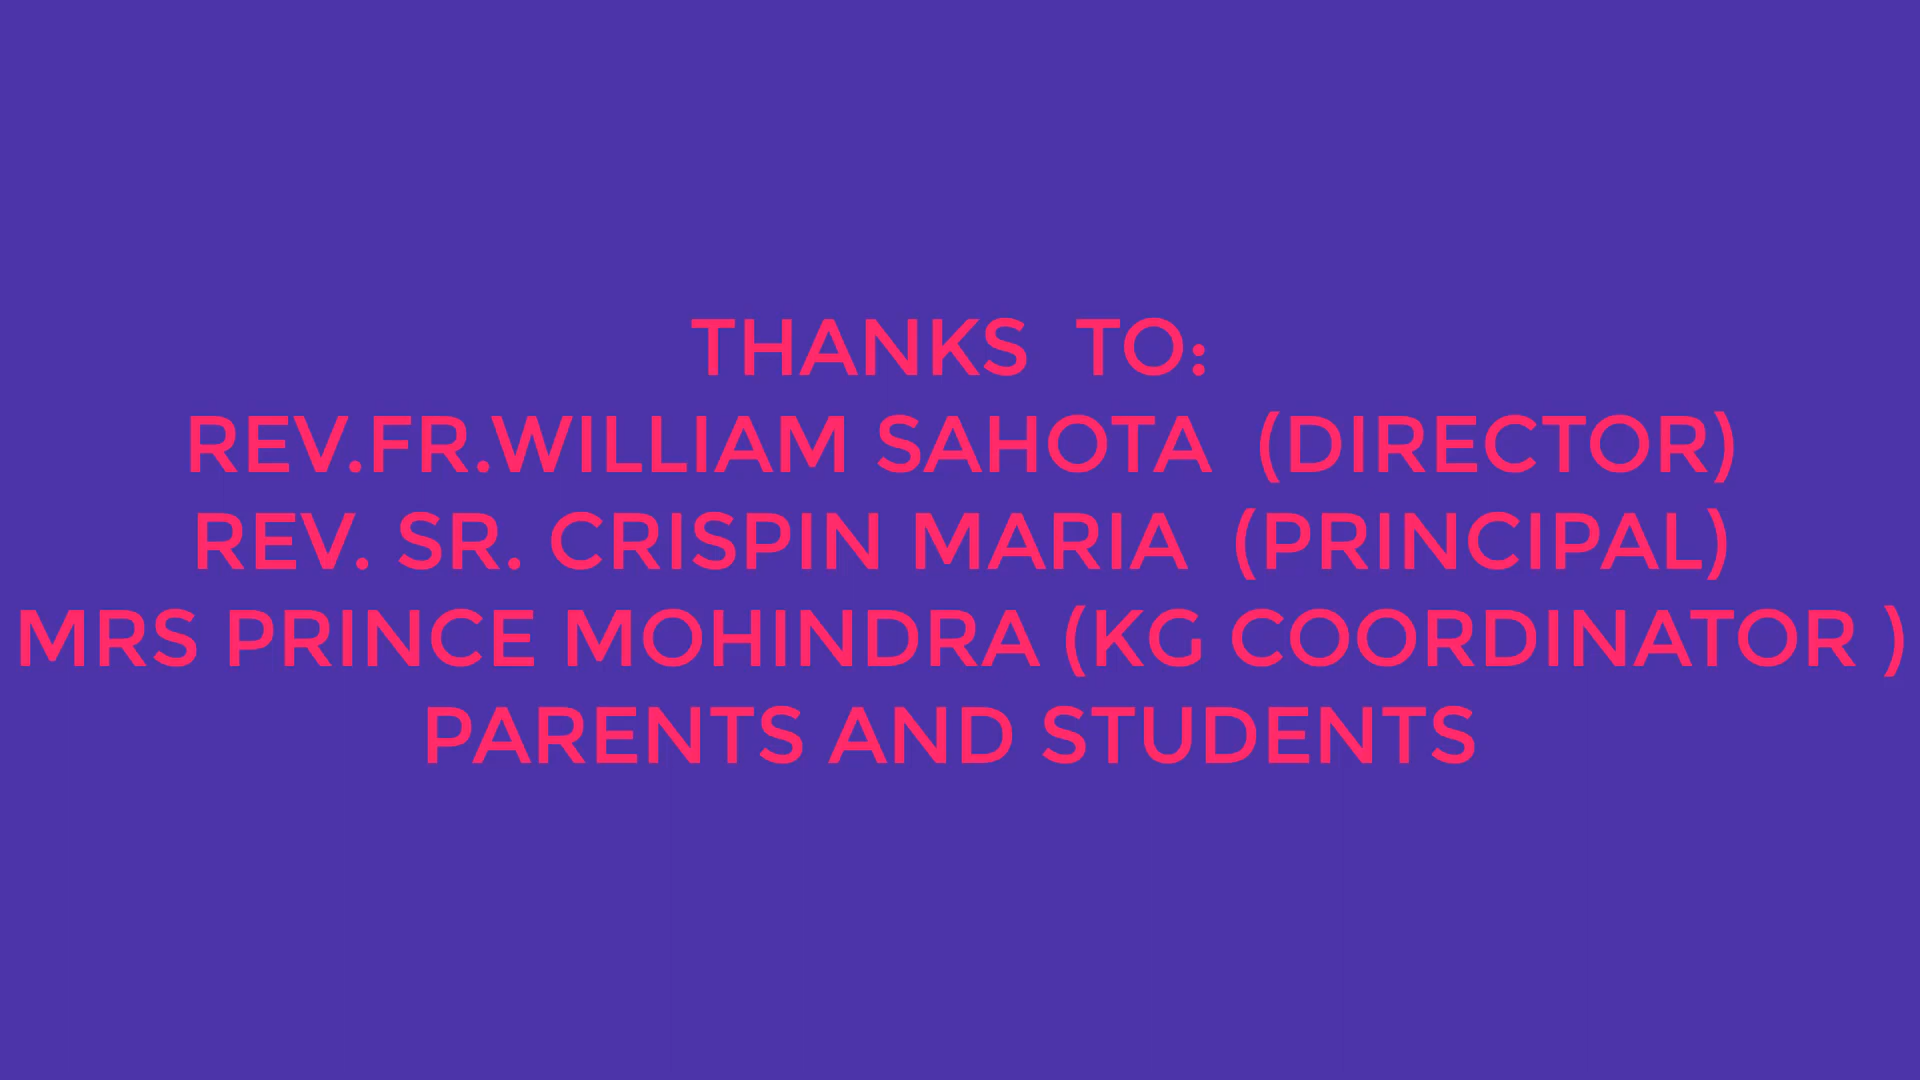 THANKS  TO:
REV.FR.WILLIAM SAHOTA  (DIRECTOR)
REV. SR. CRISPIN MARIA  (PRINCIPAL)
MRS PRINCE MOHINDRA (KG COORDINATOR )
PARENTS AND STUDENTS